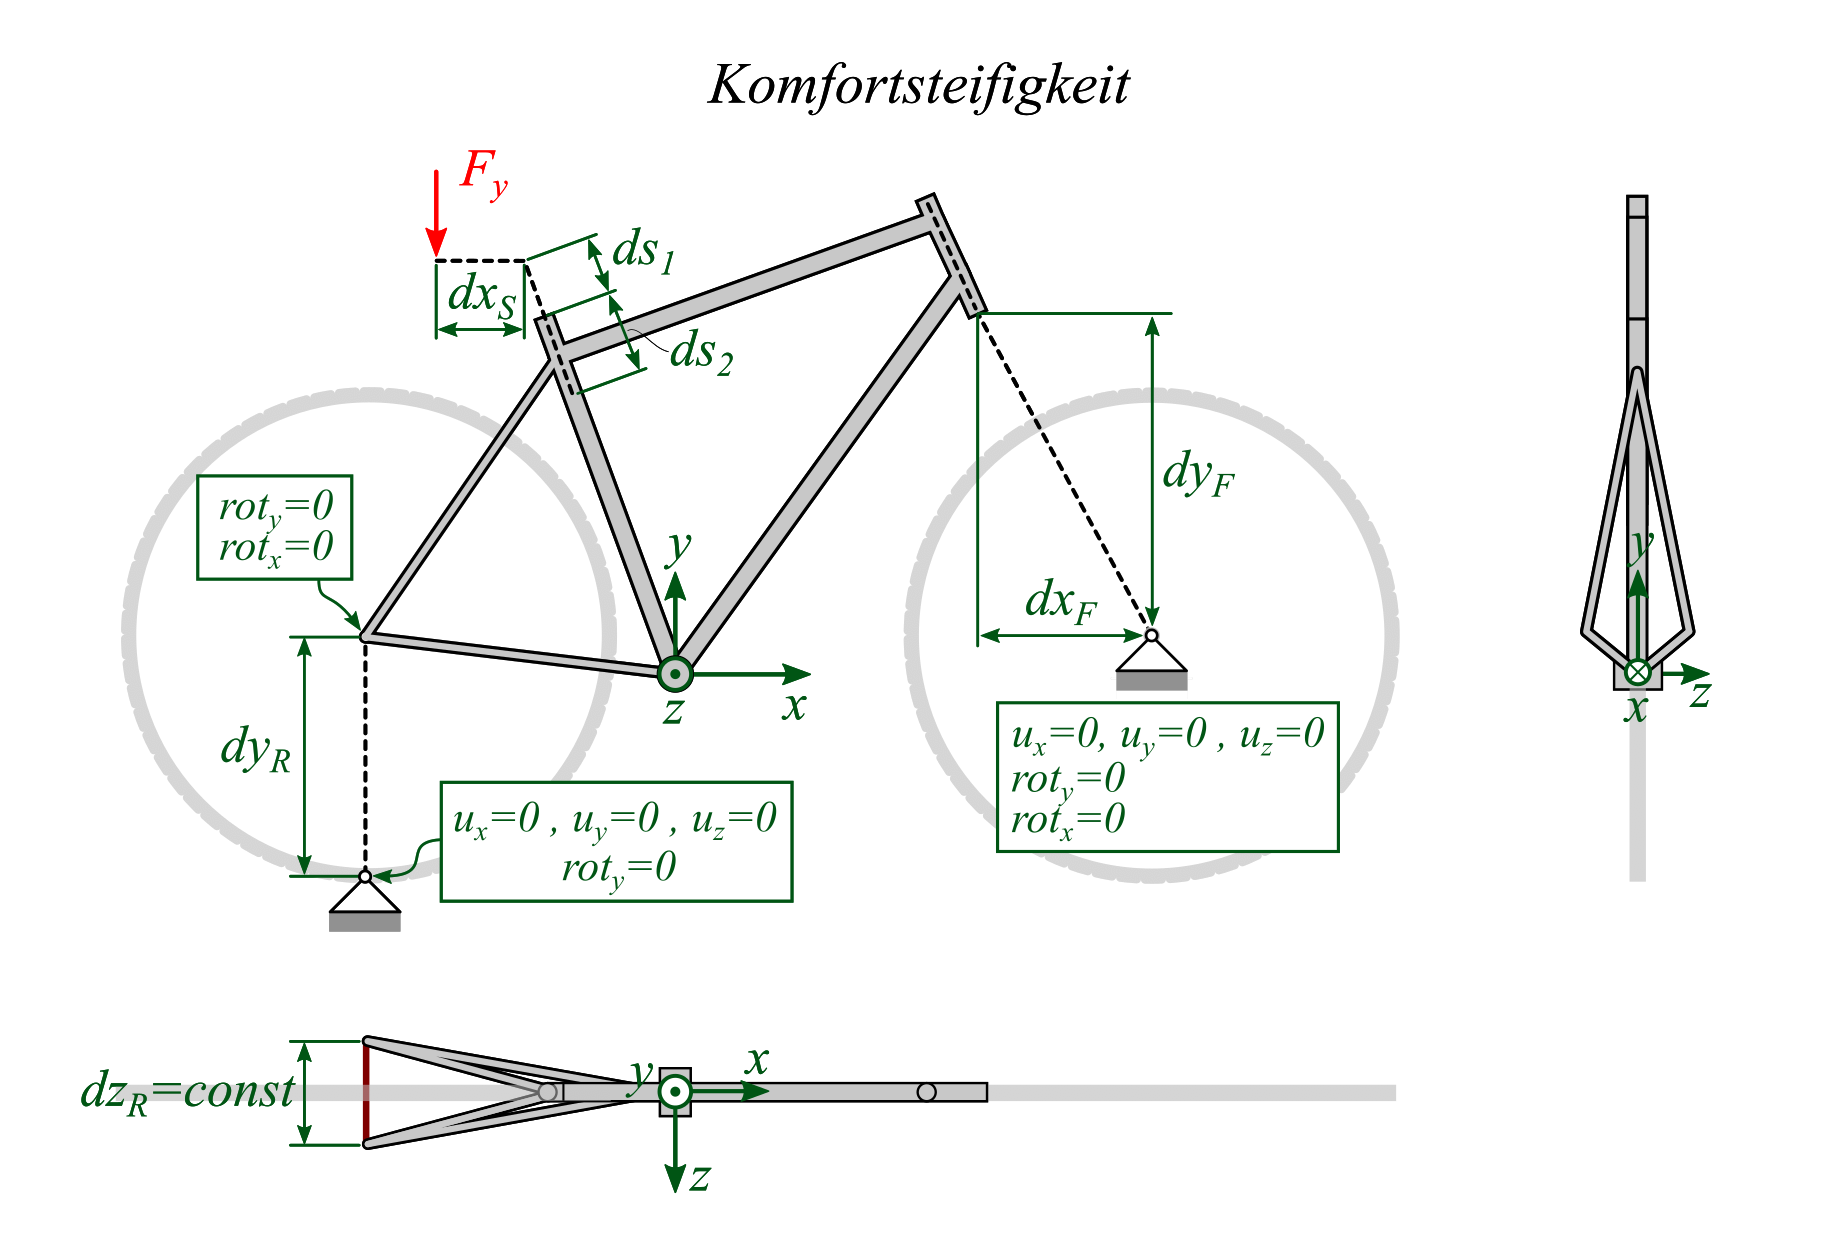 Komfortsteifigkeit
F_y
ds_1
dx_S
ds_2
dy_F
rot_y=0
rot_x=0
y
y
dx_F
x
z
z
x
dy_R
u_x=0, u_y=0 , u_z=0
rot_y=0
rot_x=0
u_x=0 , u_y=0 , u_z=0
rot_y=0
y
x
dz_R=const
z